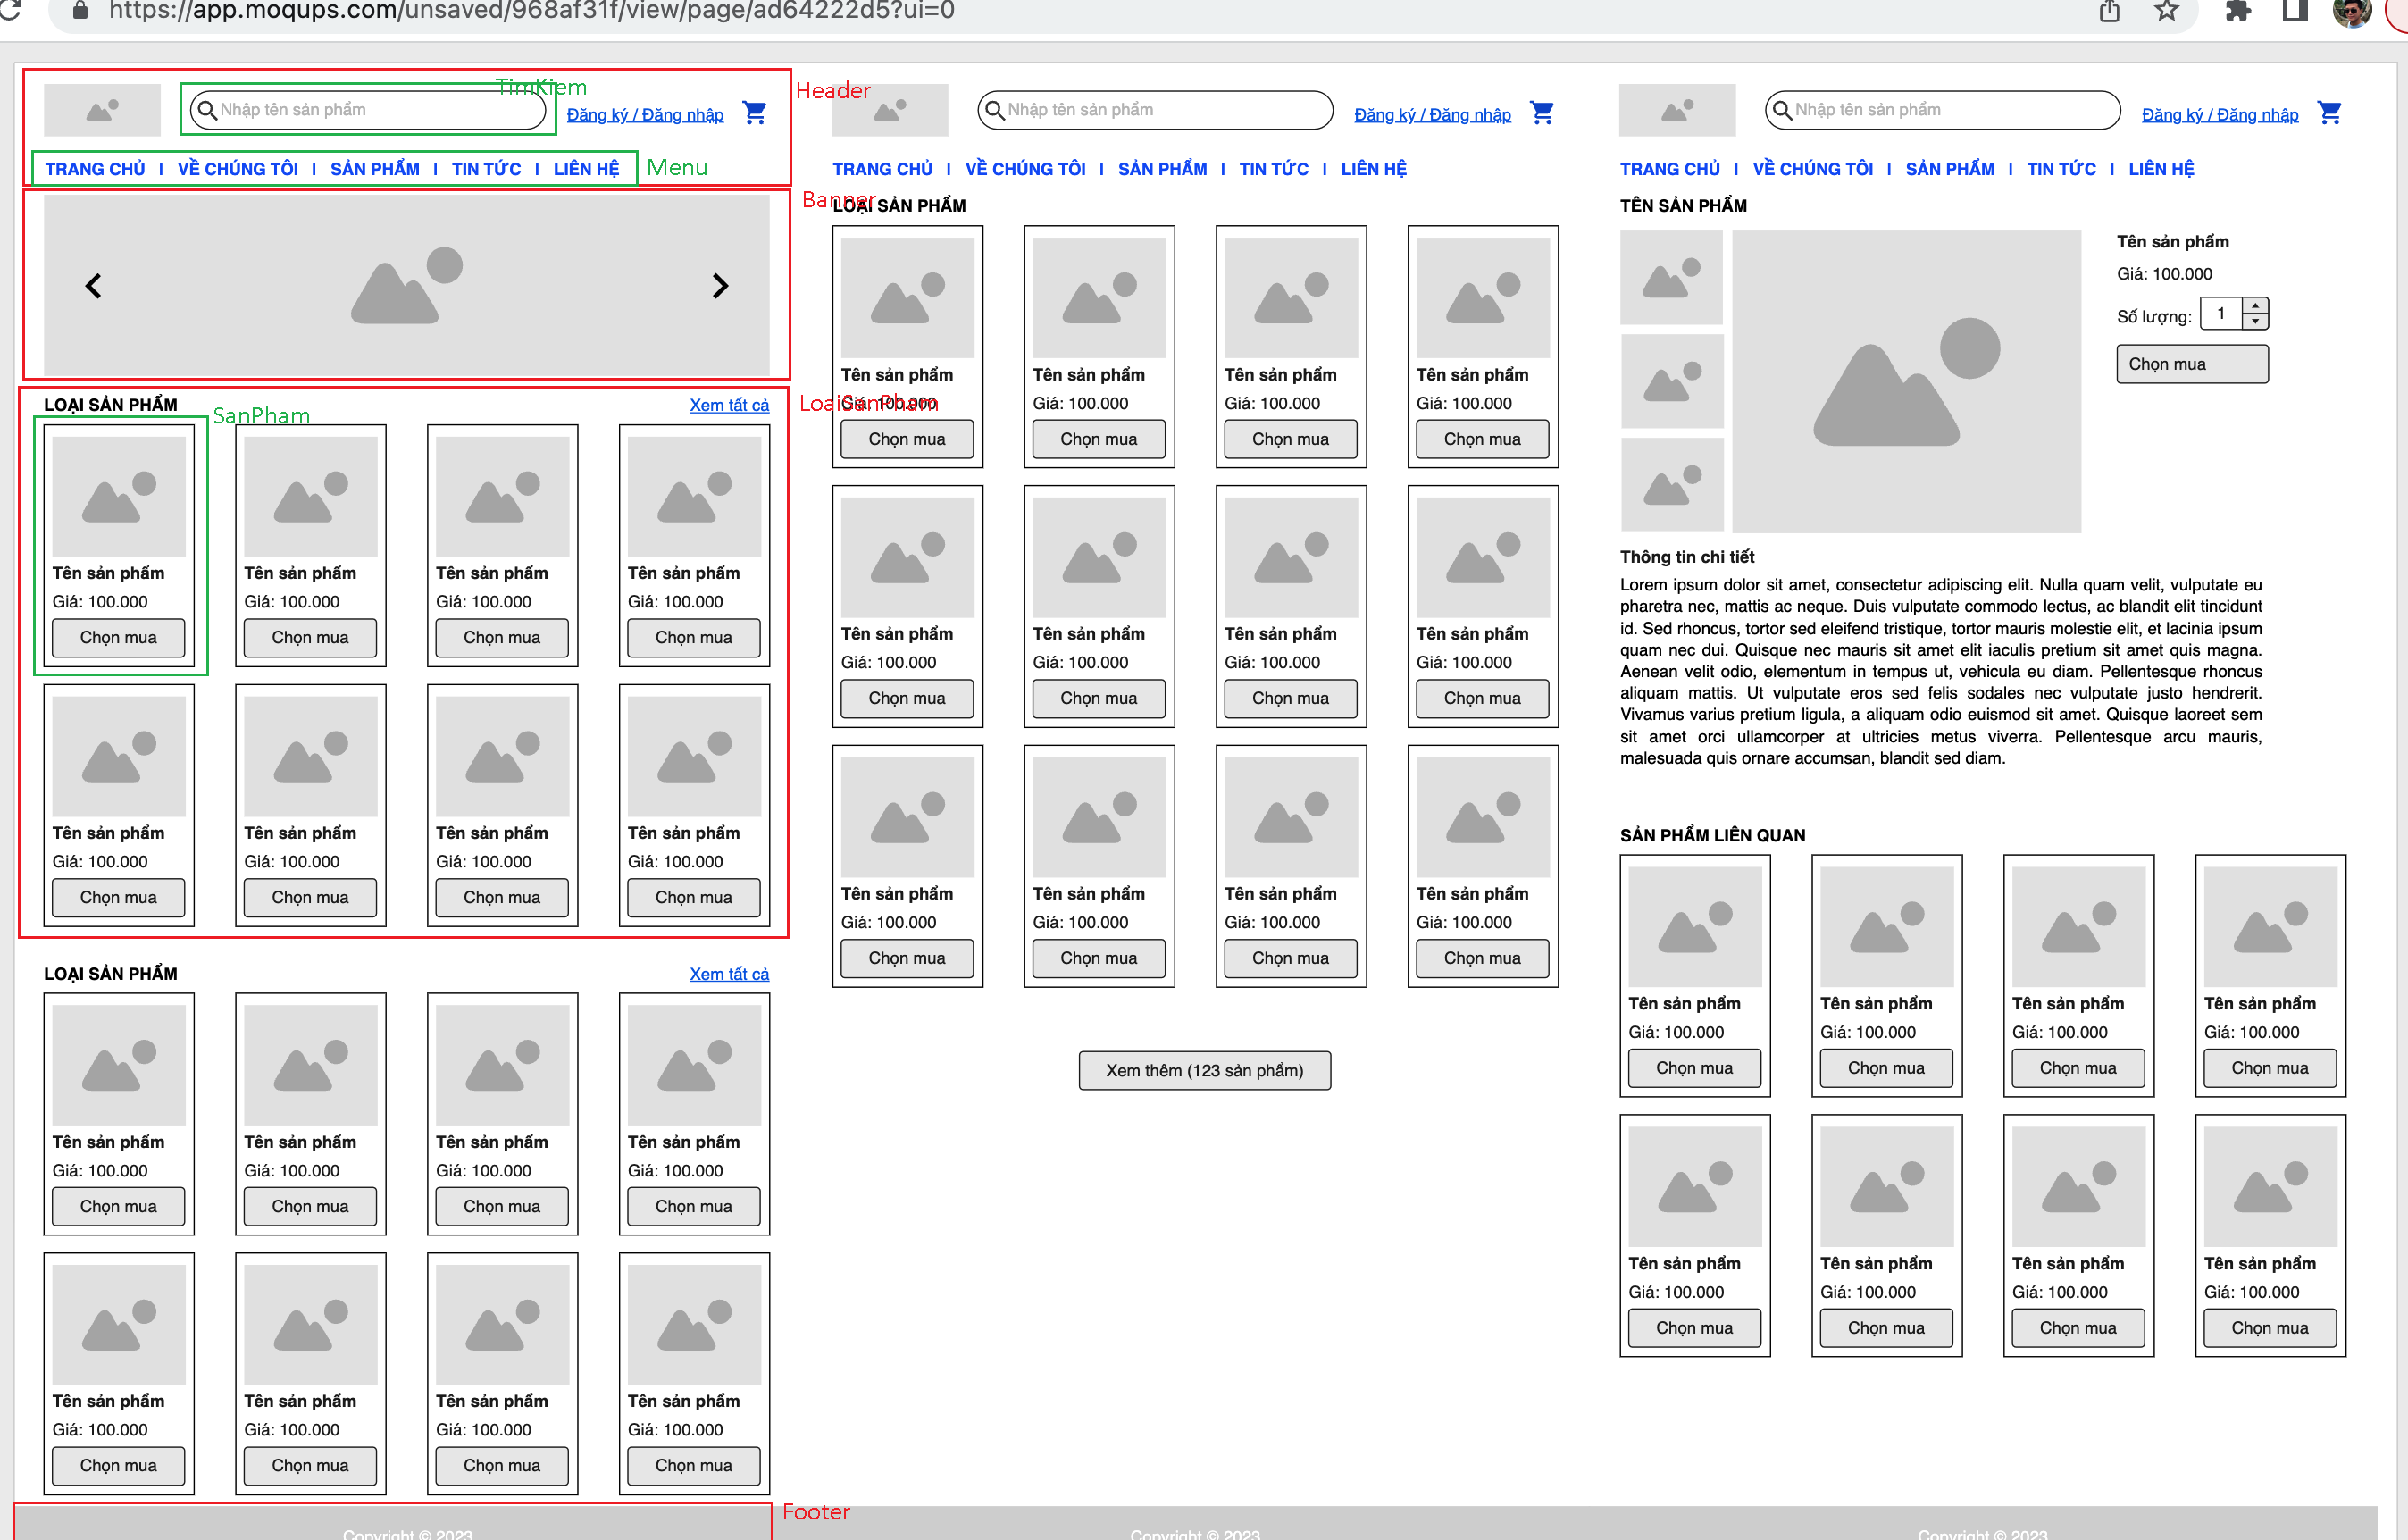 https://app.moqups.com/unsaved/968af31f/view/page/ad64222d5?ui=0
TimKiem
Header
Nhập tên sản phẩm
Đăng ký / Đăng nhập
TRANG CHỦ I VỀ CHÚNG TÔI I SẢN PHẨM I TIN TỨC I LIÊN HỆ
Menu
Banner
LOẠI SẢN PHẨM
Xem tất cả
LoaiSanPham
SanPham
Tên sản phẩm Tên sản phẩm Tên sản phẩm Tên sản phẩm
Giá: 100.000 Giá: 100.000 Giá: 100.000 Giá: 100.000
Chọn mua Chọn mua Chọn mua Chọn mua
Tên sản phẩm Tên sản phẩm Tên sản phẩm Tên sản phẩm
Giá: 100.000 Giá: 100.000 Giá: 100.000 Giá: 100.000
Chọn mua Chọn mua Chọn mua Chọn mua
LOẠI SẢN PHẨM
Xem tất cả
Tên sản phẩm Tên sản phẩm Tên sản phẩm Tên sản phẩm
Giá: 100.000 Giá: 100.000 Giá: 100.000 Giá: 100.000
Chọn mua Chọn mua Chọn mua Chọn mua
Tên sản phẩm Tên sản phẩm Tên sản phẩm Tên sản phẩm
Giá: 100.000 Giá: 100.000 Giá: 100.000 Giá: 100.000
Chọn mua Chọn mua Chọn mua Chọn mua
Footer
Copyright © 2023
Nhập tên sản phẩm
Đăng ký / Đăng nhập
TRANG CHỦ I VỀ CHÚNG TÔI I SẢN PHẨM I TIN TỨC I LIÊN HỆ
LOẠI SẢN PHẨM
Tên sản phẩm Tên sản phẩm Tên sản phẩm Tên sản phẩm
Giá: 100.000 Giá: 100.000 Giá: 100.000 Giá: 100.000
Chọn mua Chọn mua Chọn mua Chọn mua
Tên sản phẩm Tên sản phẩm Tên sản phẩm Tên sản phẩm
Giá: 100.000 Giá: 100.000 Giá: 100.000 Giá: 100.000
Chọn mua Chọn mua Chọn mua Chọn mua
Tên sản phẩm Tên sản phẩm Tên sản phẩm Tên sản phẩm
Giá: 100.000 Giá: 100.000 Giá: 100.000 Giá: 100.000
Chọn mua Chọn mua Chọn mua Chọn mua
Xem thêm (123 sản phẩm)
Copyright © 2023
Nhập tên sản phẩm
Đăng ký / Đăng nhập
TRANG CHỦ I VỀ CHÚNG TÔI I SẢN PHẨM I TIN TỨC I LIÊN HỆ
TÊN SẢN PHẨM
Tên sản phẩm
Giá: 100.000
Số lượng: 1
Chọn mua
Thông tin chi tiết
Lorem ipsum dolor sit amet, consectetur adipiscing elit. Nulla quam velit, vulputate eu
pharetra nec, mattis ac neque. Duis vulputate commodo lectus, ac blandit elit tincidunt
id. Sed rhoncus, tortor sed eleifend tristique, tortor mauris molestie elit, et lacinia ipsum
quam nec dui. Quisque nec mauris sit amet elit iaculis pretium sit amet quis magna.
Aenean velit odio, elementum in tempus ut, vehicula eu diam. Pellentesque rhoncus
aliquam mattis. Ut vulputate eros sed felis sodales nec vulputate justo hendrerit.
Vivamus varius pretium ligula, a aliquam odio euismod sit amet. Quisque laoreet sem
sit amet orci ullamcorper at ultricies metus viverra. Pellentesque arcu mauris,
malesuada quis ornare accumsan, blandit sed diam.
SẢN PHẨM LIÊN QUAN
Tên sản phẩm Tên sản phẩm Tên sản phẩm Tên sản phẩm
Giá: 100.000 Giá: 100.000 Giá: 100.000 Giá: 100.000
Chọn mua Chọn mua Chọn mua Chọn mua
Tên sản phẩm Tên sản phẩm Tên sản phẩm Tên sản phẩm
Giá: 100.000 Giá: 100.000 Giá: 100.000 Giá: 100.000
Chọn mua Chọn mua Chọn mua Chọn mua
Copyright © 2023